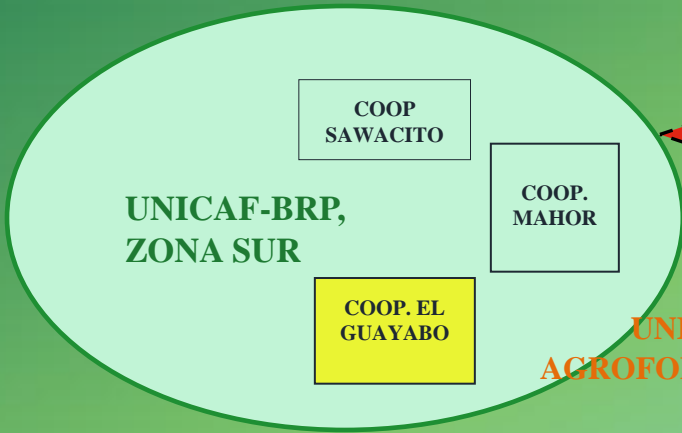 COOP
SAWACITO
COOP.
MAHOR
UNICAF-BRP,
ZONA SUR
COOP. EL
GUAYABO